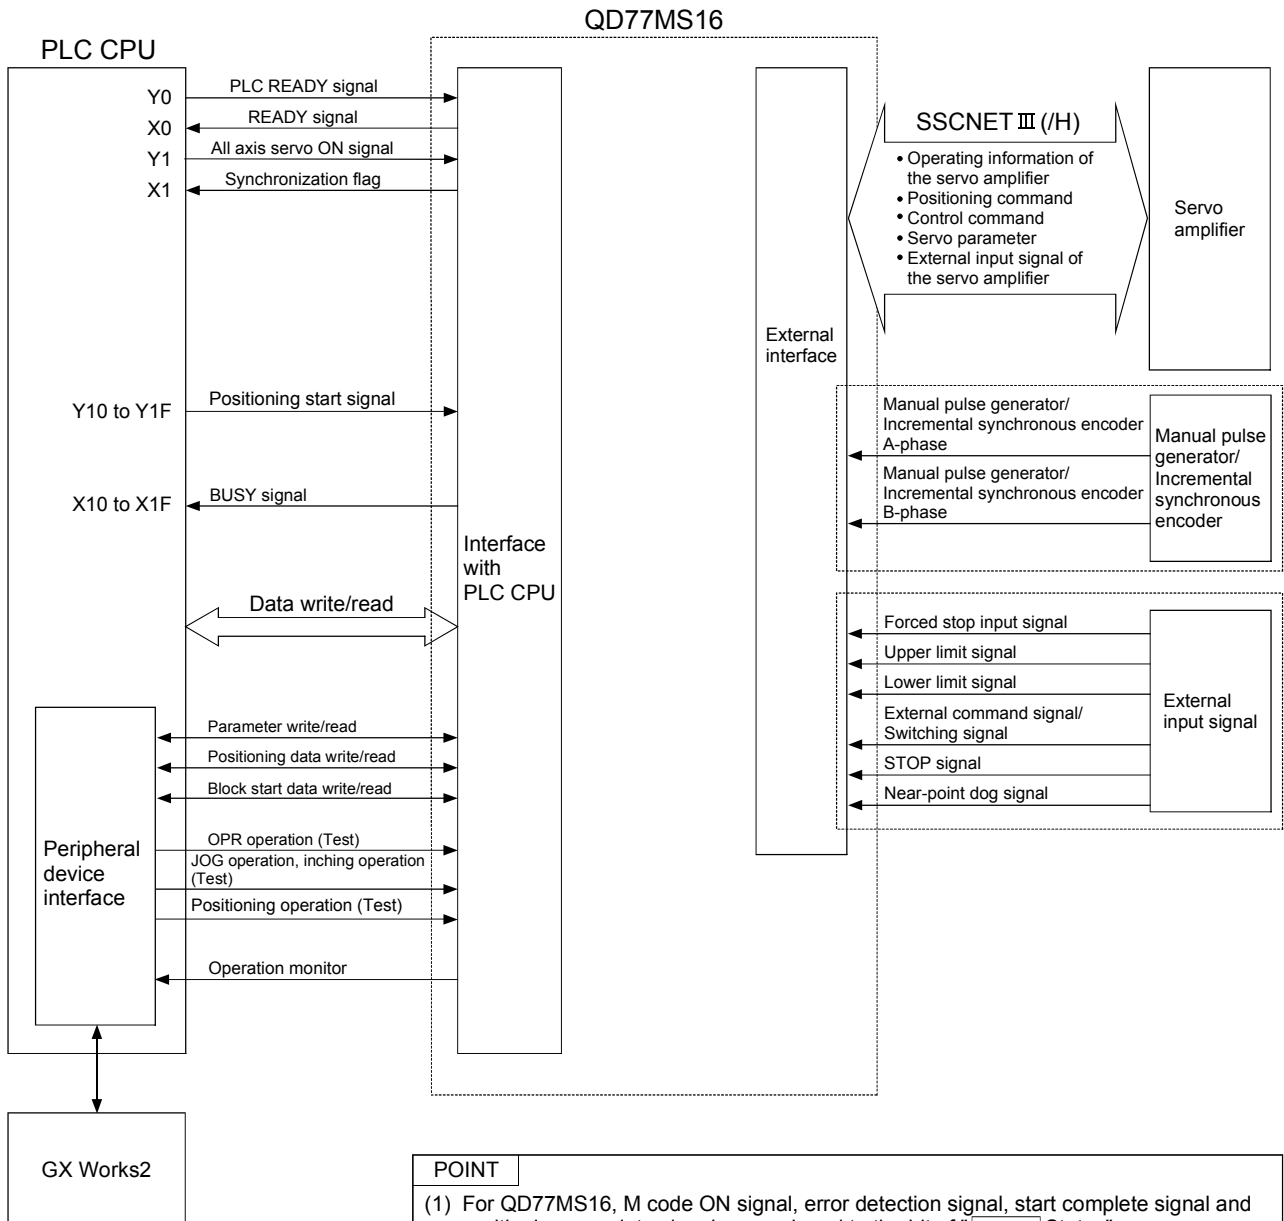 QD77MS16
PLC CPU
Y0
PLC READY signal
X0
READY signal
Y1
All axis servo ON signal
X1
Synchronization flag
Y10 to Y1F
Positioning start signal
X10 to X1F
BUSY signal
Data write/read
Interface
with
PLC CPU
Parameter write/read
Positioning data write/read
Block start data write/read
OPR operation (Test)
JOG operation, inching operation
(Test)
Positioning operation (Test)
Operation monitor
Peripheral
device
interface
GX Works2
External
interface
SSCNETⅢ(/H)
• Operating information of
the servo amplifier
• Positioning command
• Control command
• Servo parameter
• External input signal of
the servo amplifier
Servo
amplifier
Manual pulse generator/
Incremental synchronous encoder
A-phase
Manual pulse generator/
Incremental synchronous encoder
B-phase
Manual pulse
generator/
Incremental
synchronous
encoder
Forced stop input signal
Upper limit signal
Lower limit signal
External command signal/
Switching signal
STOP signal
Near-point dog signal
External
input signal
POINT
(1) For QD77MS16, M code ON signal, error detection signal, start complete signal and